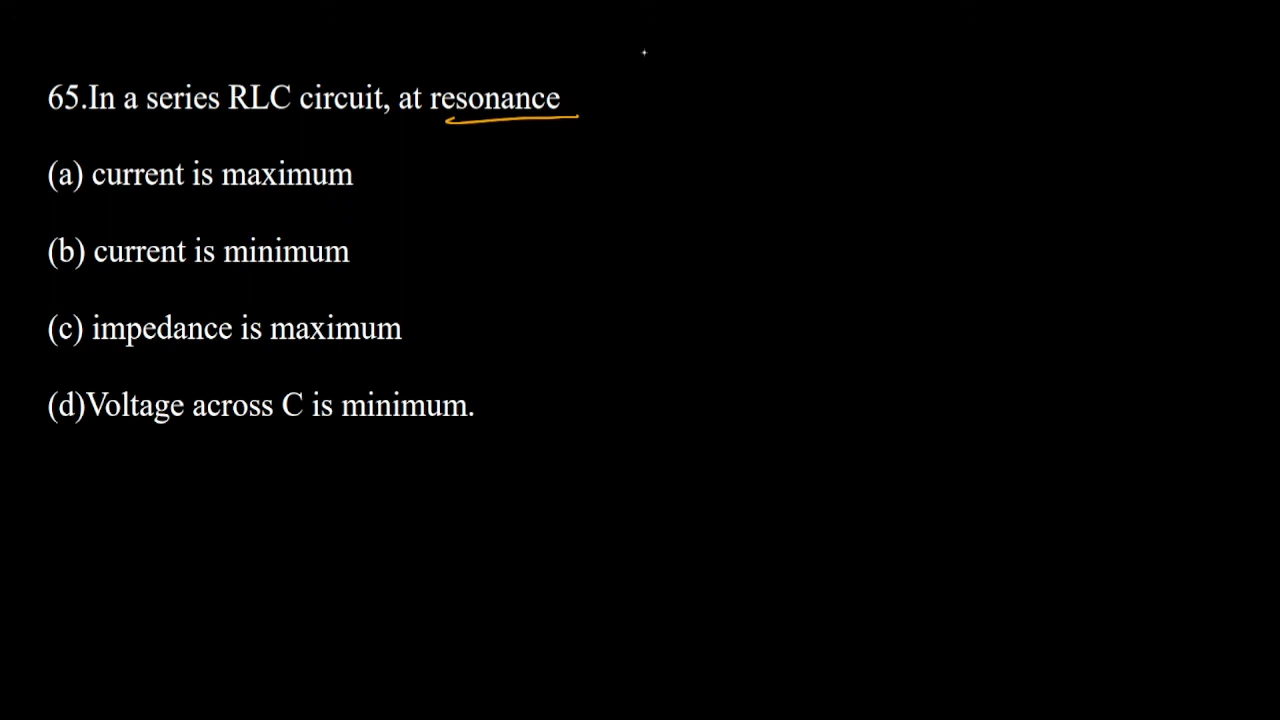 65.In a series RLC circuit, at resonance
(a) current is maximum
(b) current is minimum
(c) impedance is maximum
(d)Voltage across C is minimum.